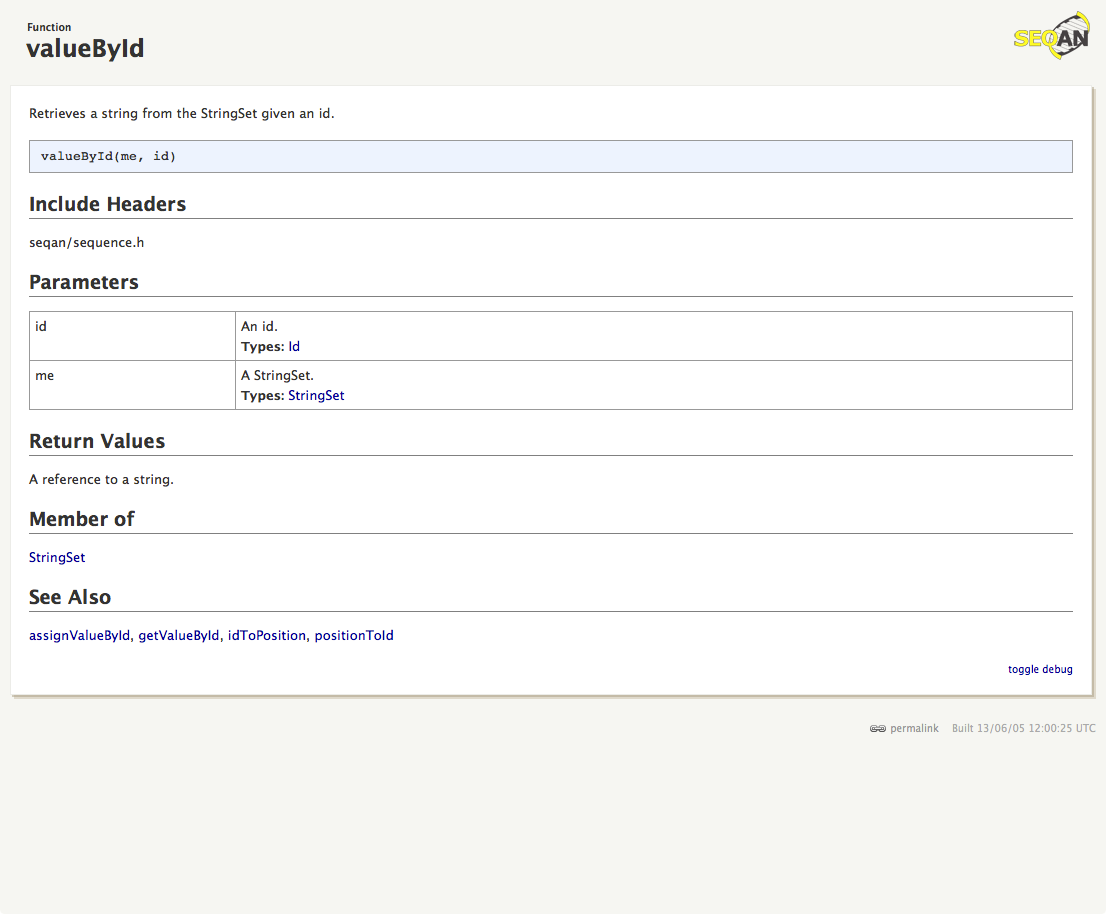 Function
valueById
SEQAN
Retrieves a string from the StringSet given an id.
valueById(me, id)
Include Headers
seqan/sequence.h
Parameters
id
An id.
Types: Id
me
A StringSet.
Types: StringSet
Return Values
A reference to a string.
Member of
StringSet
See Also
assignValueById, getValueById, idToPosition, positionToId
toggle debug
permalink Built 13/06/05 12:00:25 UTC